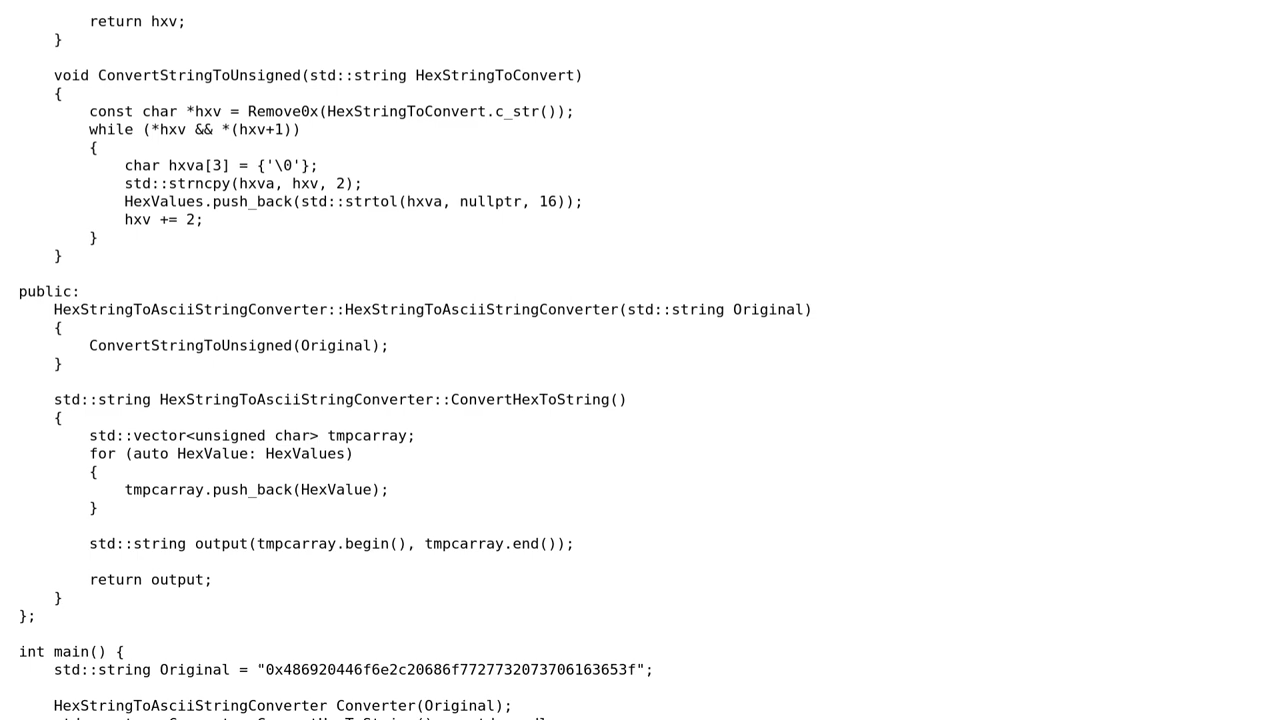 return hxv;
    }

    void ConvertStringToUnsigned(std::string HexStringToConvert)
    {
        const char *hxv = Remove0x(HexStringToConvert.c_str());
        while (*hxv && *(hxv+1))
        {
            char hxva[3] = {'\0'};
            std::strncpy(hxva, hxv, 2);
            HexValues.push_back(std::strtol(hxva, nullptr, 16));
            hxv += 2;
        }
    }

public:
    HexStringToAsciiStringConverter::HexStringToAsciiStringConverter(std::string Original)
    {
        ConvertStringToUnsigned(Original);
    }

    std::string HexStringToAsciiStringConverter::ConvertHexToString()
    {
        std::vector<unsigned char> tmpcarray;
        for (auto HexValue: HexValues)
        {
            tmpcarray.push_back(HexValue);
        }

        std::string output(tmpcarray.begin(), tmpcarray.end());

        return output;
    }
};

int main() {
    std::string Original = "0x486920446f6e2c20686f7727732073706163653f";

    HexStringToAsciiStringConverter Converter(Original);